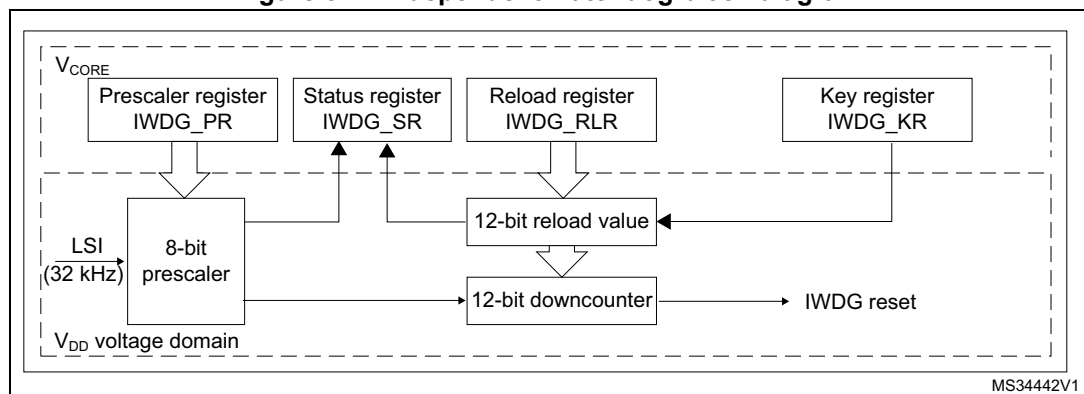 V_CORE
Prescaler register
IWDG_PR
Status register
IWDG_SR
Reload register
IWDG_RLR
Key register
IWDG_KR
LSI
(32 kHz)
8-bit
prescaler
12-bit reload value
12-bit downcounter
IWDG reset
V_DD voltage domain
MS34442V1